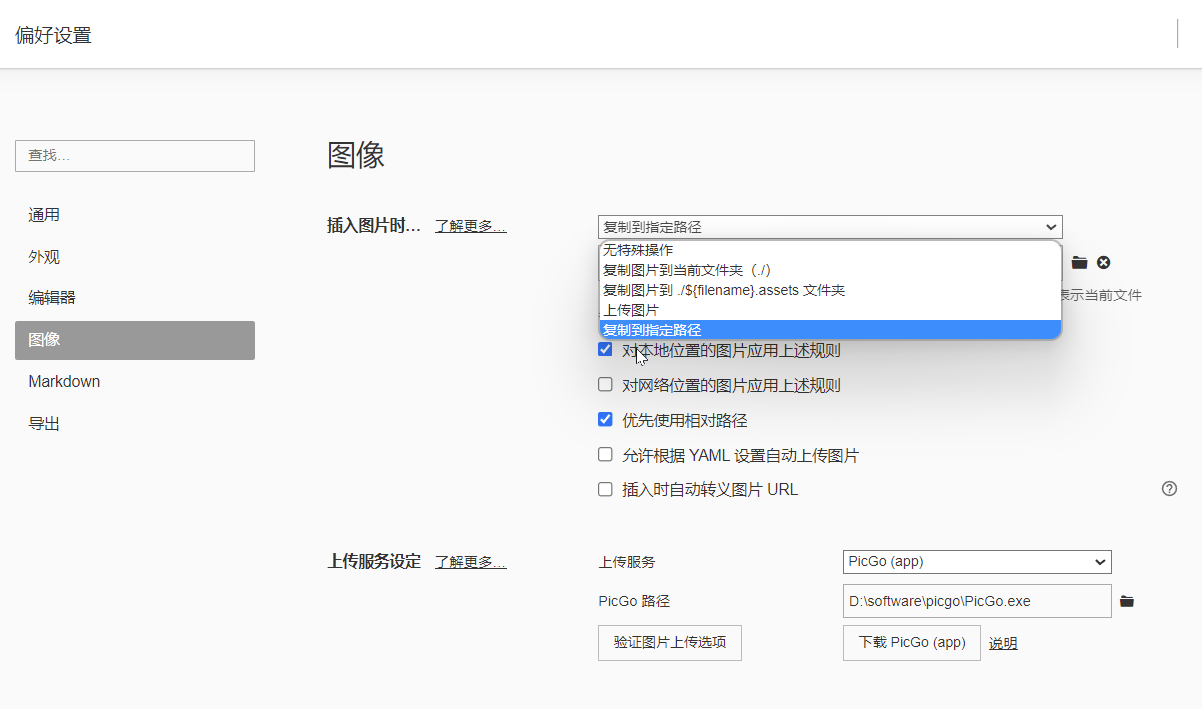 偏好设置
查找...
通用
外观
编辑器
图像
Markdown
导出
图像
插入图片时... 了解更多... 复制到指定路径
无特殊操作
复制图片到当前文件夹（./）
复制图片到 ./${filename}.assets 文件夹
上传图片
复制到指定路径
表示当前文件
对本地位置的图片应用上述规则
对网络位置的图片应用上述规则
优先使用相对路径
允许根据 YAML 设置自动上传图片
插入时自动转义图片 URL
上传服务设定 了解更多... 上传服务 PicGo (app)
PicGo 路径 D:\software\picgo\PicGo.exe
验证图片上传选项 下载 PicGo (app) 说明